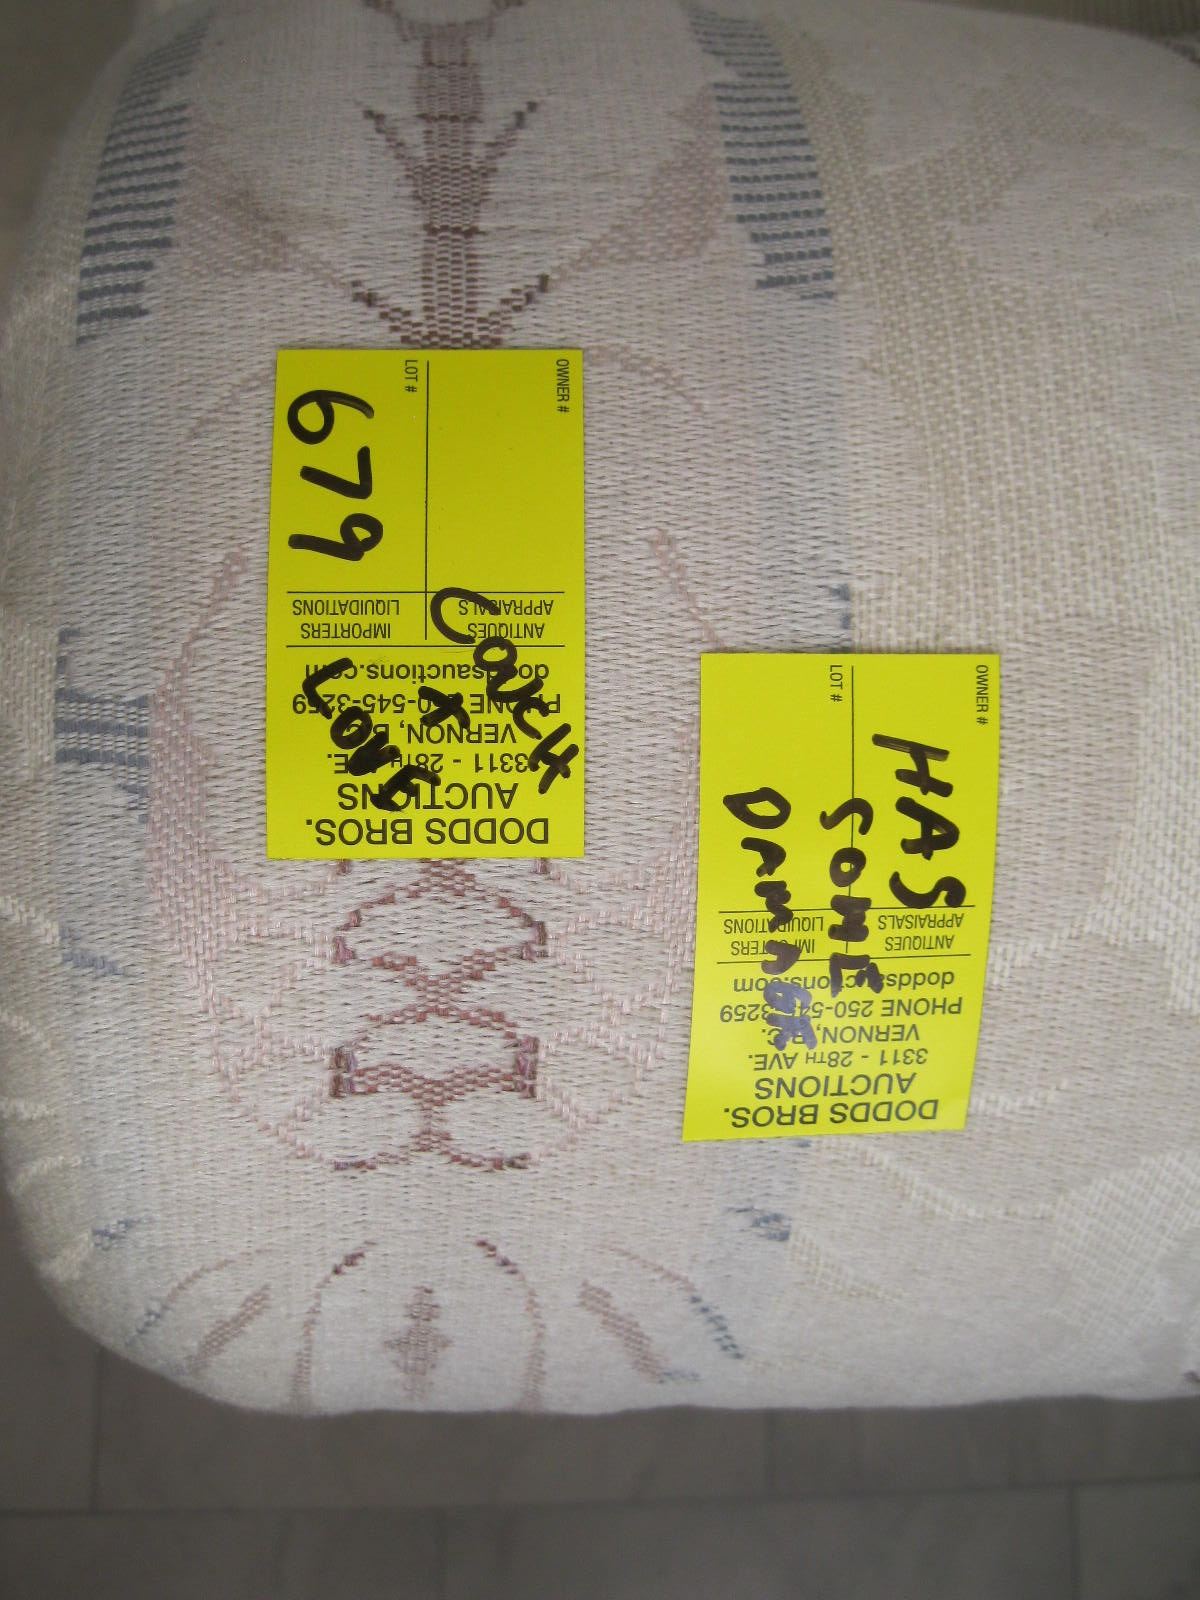 OWNER #
LOT #
679
COUCH
+
LOVE
DODDS BROS.
AUCTIONS
3311 - 28TH AVE.
VERNON, B.C.
PHONE 250-545-3259
doddsauctions.com
ANTIQUES
APPRAISALS
IMPORTERS
LIQUIDATIONS
OWNER #
LOT #
HAS
SOME
DAMAGE
DODDS BROS.
AUCTIONS
3311 - 28TH AVE.
VERNON, B.C.
PHONE 250-545-3259
doddsauctions.com
ANTIQUES
APPRAISALS
IMPORTERS
LIQUIDATIONS